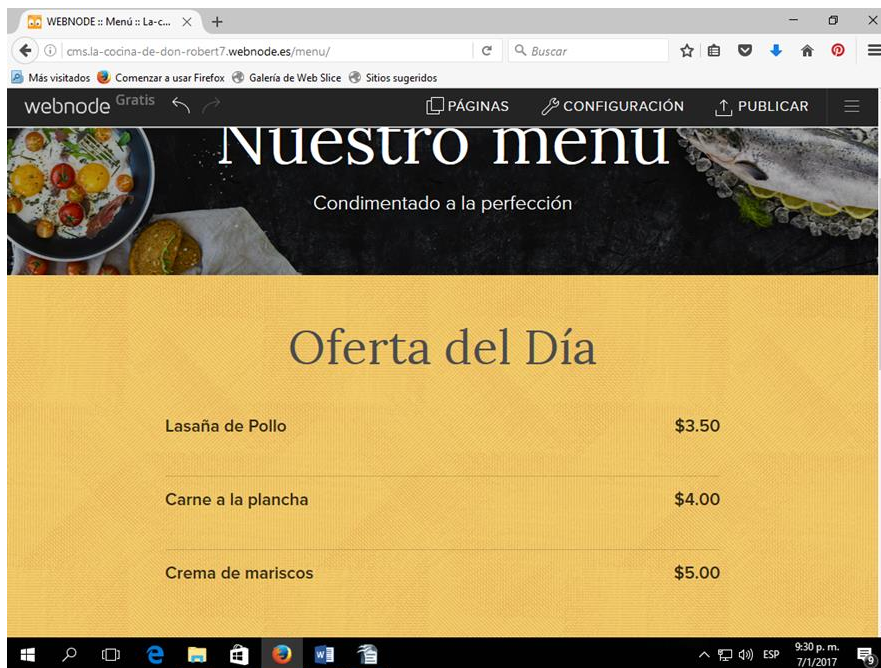 WEBNODE :: Menú :: La-c...
cms.la-cocina-de-don-robert7.webnode.es/menu/
Buscar
Más visitados Comenzar a usar Firefox Galería de Web Slice Sitios sugeridos
webnode Gratis PÁGINAS CONFIGURACIÓN PUBLICAR
Nuestro menú
Condimentado a la perfección
Oferta del Día
Lasaña de Pollo $3.50
Carne a la plancha $4.00
Crema de mariscos $5.00
ESP 9:30 p. m.
7/1/2017 9